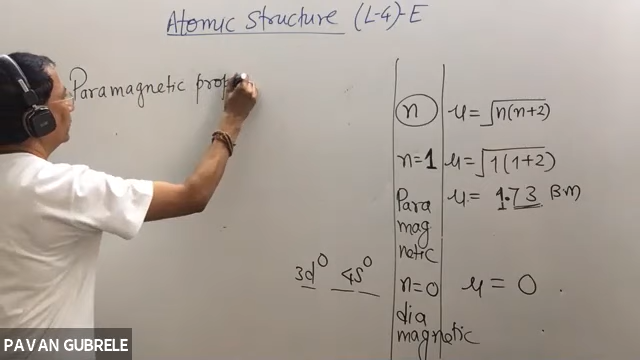 Atomic Structure (L-4)-E
Paramagnetic prop
n μ = √n(n+2)
n=1 μ = √1(1+2)
Para
mag
netic
μ = 1.73 BM
3d⁰ 4s⁰
n=0 μ = 0
dia
magnetic
PAVAN GUBRELE